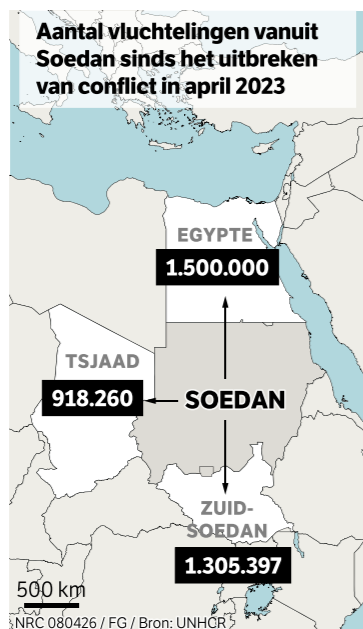 Aantal vluchtelingen vanuit
Soedan sinds het uitbreken
van conflict in april 2023
EGYPTE
1.500.000
TSJAAD
918.260
SOEDAN
ZUID-
SOEDAN
1.305.397
500 km
NRC 080426 / FG / Bron: UNHCR